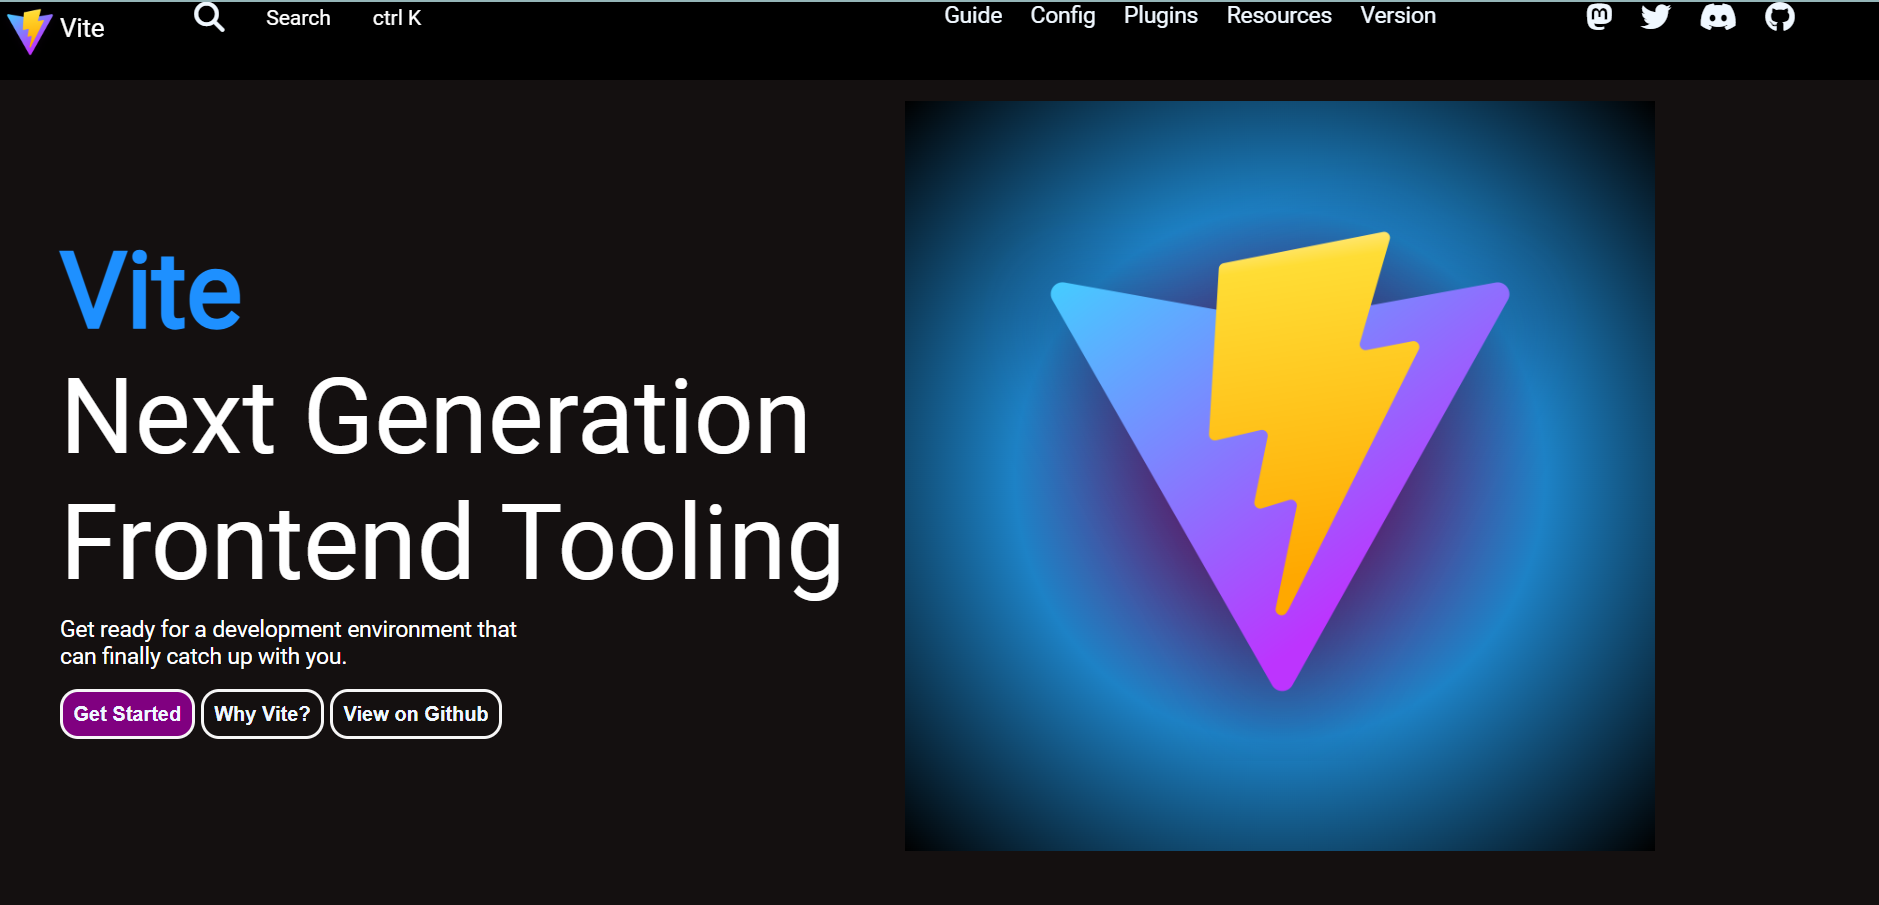 Vite
Search ctrl K
Guide Config Plugins Resources Version
Vite
Next Generation
Frontend Tooling
Get ready for a development environment that
can finally catch up with you.
Get Started Why Vite? View on Github